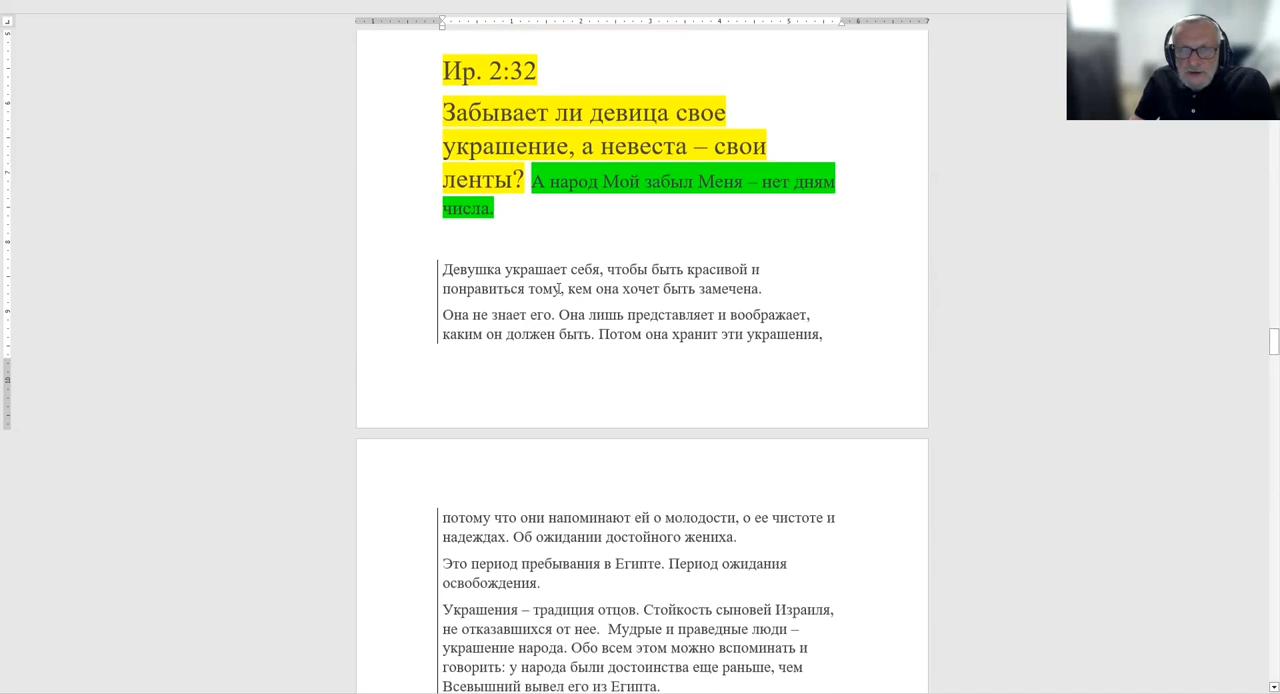 Ир. 2:32
Забывает ли девица свое
украшение, а невеста – свои
ленты? А народ Мой забыл Меня – нет дням
числа.
Девушка украшает себя, чтобы быть красивой и
понравиться тому, кем она хочет быть замечена.
Она не знает его. Она лишь представляет и воображает,
каким он должен быть. Потом она хранит эти украшения,
потому что они напоминают ей о молодости, о ее чистоте и
надеждах. Об ожидании достойного жениха.
Это период пребывания в Египте. Период ожидания
освобождения.
Украшения – традиция отцов. Стойкость сыновей Израиля,
не отказавшихся от нее.  Мудрые и праведные люди –
украшение народа. Обо всем этом можно вспоминать и
говорить: у народа были достоинства еще раньше, чем
Всевышний вывел его из Египта.